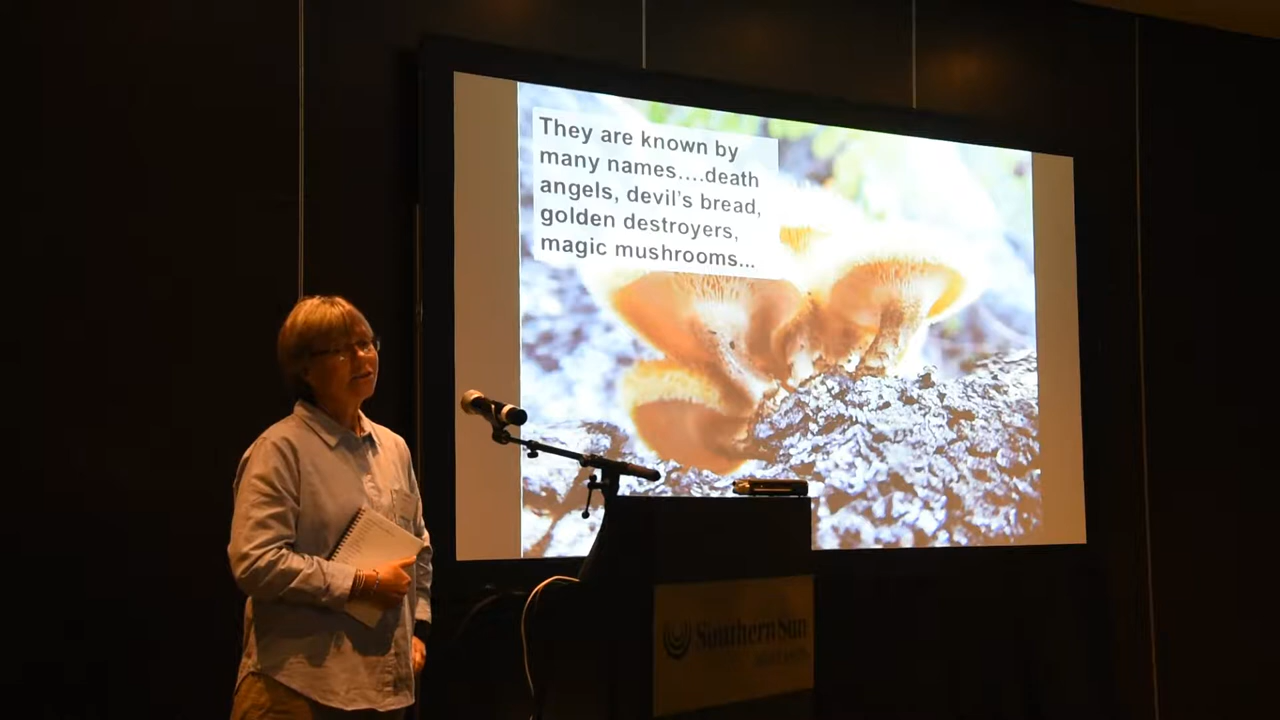 They are known by
many names....death
angels, devil's bread,
golden destroyers,
magic mushrooms...
Southern Sun